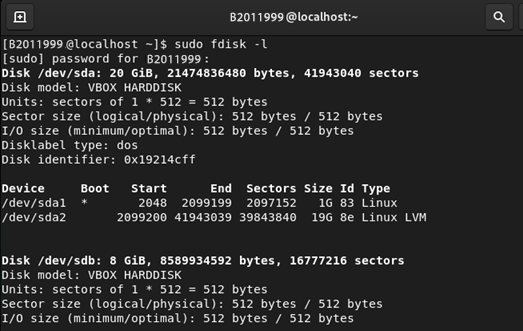 B2011999@localhost:~
[B2011999@localhost ~]$ sudo fdisk -l
[sudo] password for B2011999:
Disk /dev/sda: 20 GiB, 21474836480 bytes, 41943040 sectors
Disk model: VBOX HARDDISK
Units: sectors of 1 * 512 = 512 bytes
Sector size (logical/physical): 512 bytes / 512 bytes
I/O size (minimum/optimal): 512 bytes / 512 bytes
Disklabel type: dos
Disk identifier: 0x19214cff
Device     Boot   Start      End  Sectors Size Id Type
/dev/sda1  *       2048  2099199  2097152   1G 83 Linux
/dev/sda2       2099200 41943039 39843840  19G 8e Linux LVM
Disk /dev/sdb: 8 GiB, 8589934592 bytes, 16777216 sectors
Disk model: VBOX HARDDISK
Units: sectors of 1 * 512 = 512 bytes
Sector size (logical/physical): 512 bytes / 512 bytes
I/O size (minimum/optimal): 512 bytes / 512 bytes